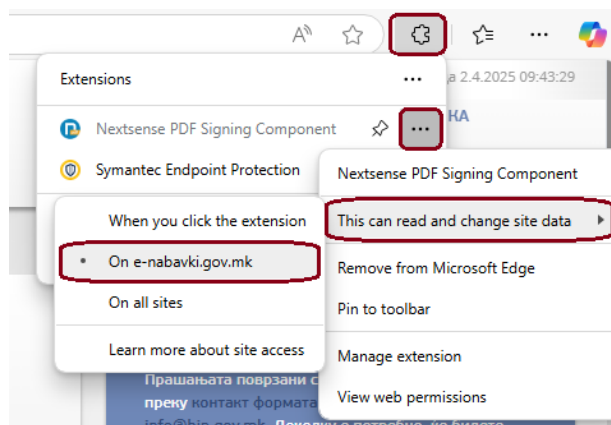 Extensions
а 2.4.2025 09:43:29
КА
Nextsense PDF Signing Component
Symantec Endpoint Protection
Nextsense PDF Signing Component
This can read and change site data
Remove from Microsoft Edge
Pin to toolbar
Manage extension
View web permissions
When you click the extension
On e-nabavki.gov.mk
On all sites
Learn more about site access
Прашањата поврзани с
преку контакт формата